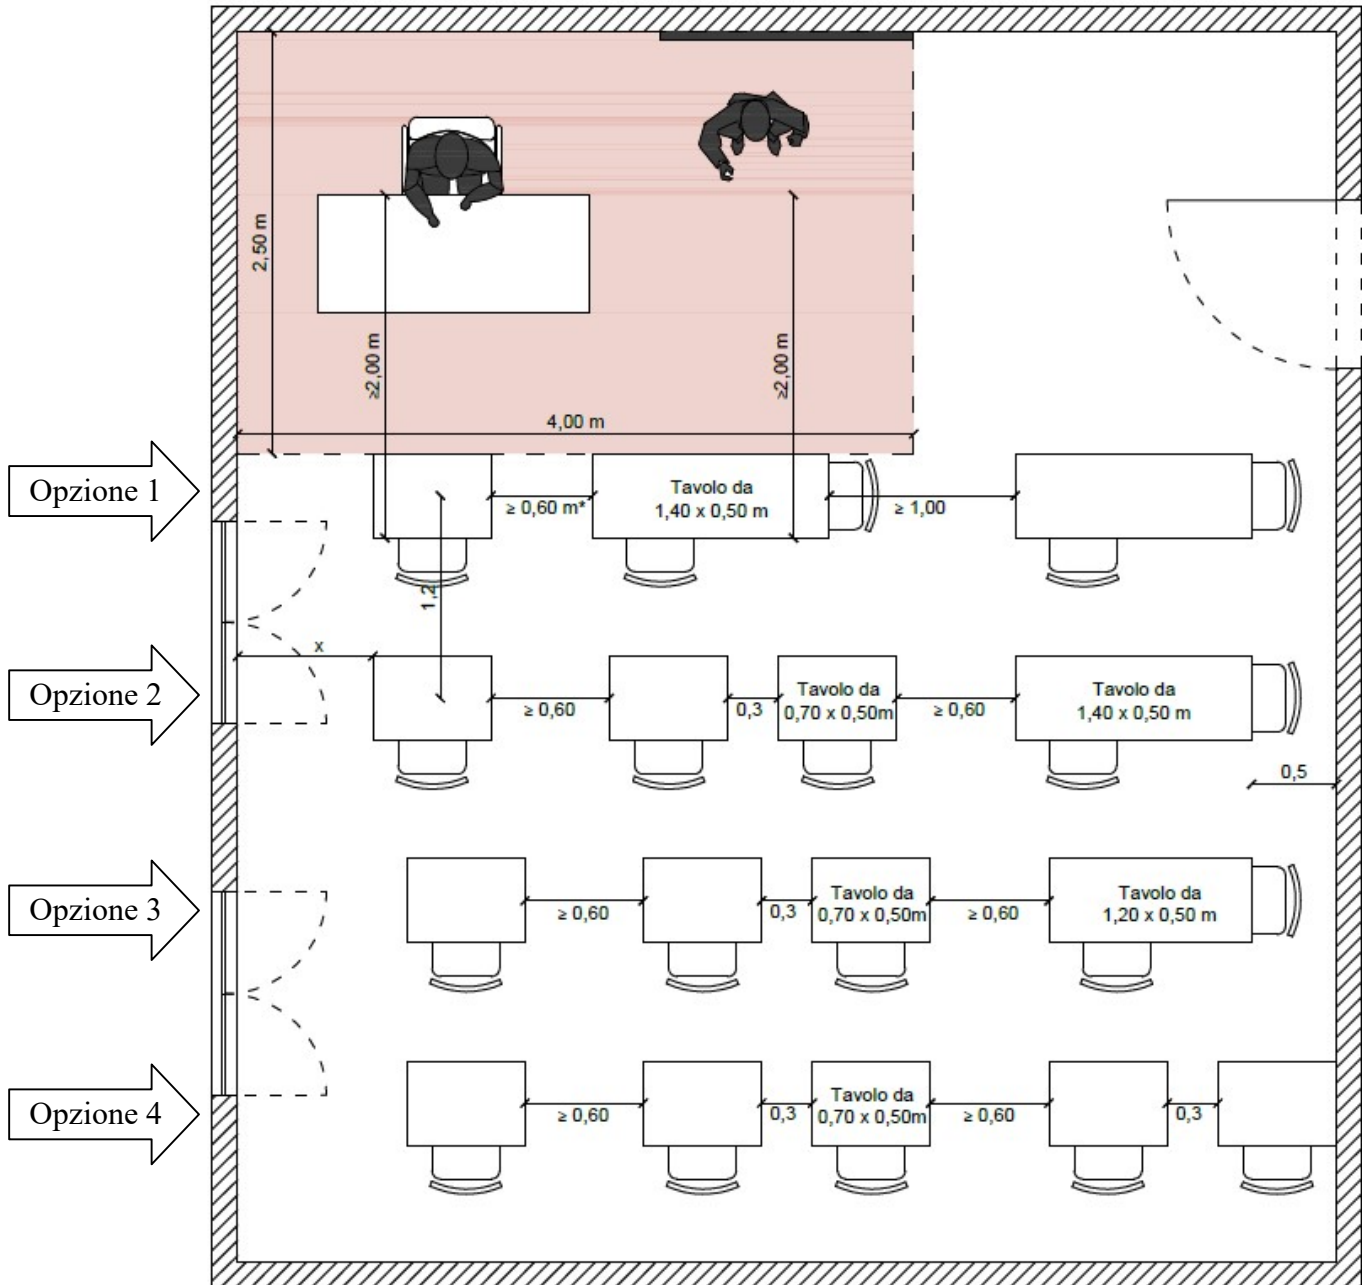 2,50 m
≥2,00 m
≥2,00 m
4,00 m
Opzione 1
≥ 0,60 m*
Tavolo da
1,40 x 0,50 m
≥ 1,00
1,2
x
Opzione 2
≥ 0,60
0,3
Tavolo da
0,70 x 0,50m
≥ 0,60
Tavolo da
1,40 x 0,50 m
0,5
Opzione 3
≥ 0,60
0,3
Tavolo da
0,70 x 0,50m
≥ 0,60
Tavolo da
1,20 x 0,50 m
Opzione 4
≥ 0,60
0,3
Tavolo da
0,70 x 0,50m
≥ 0,60
0,3